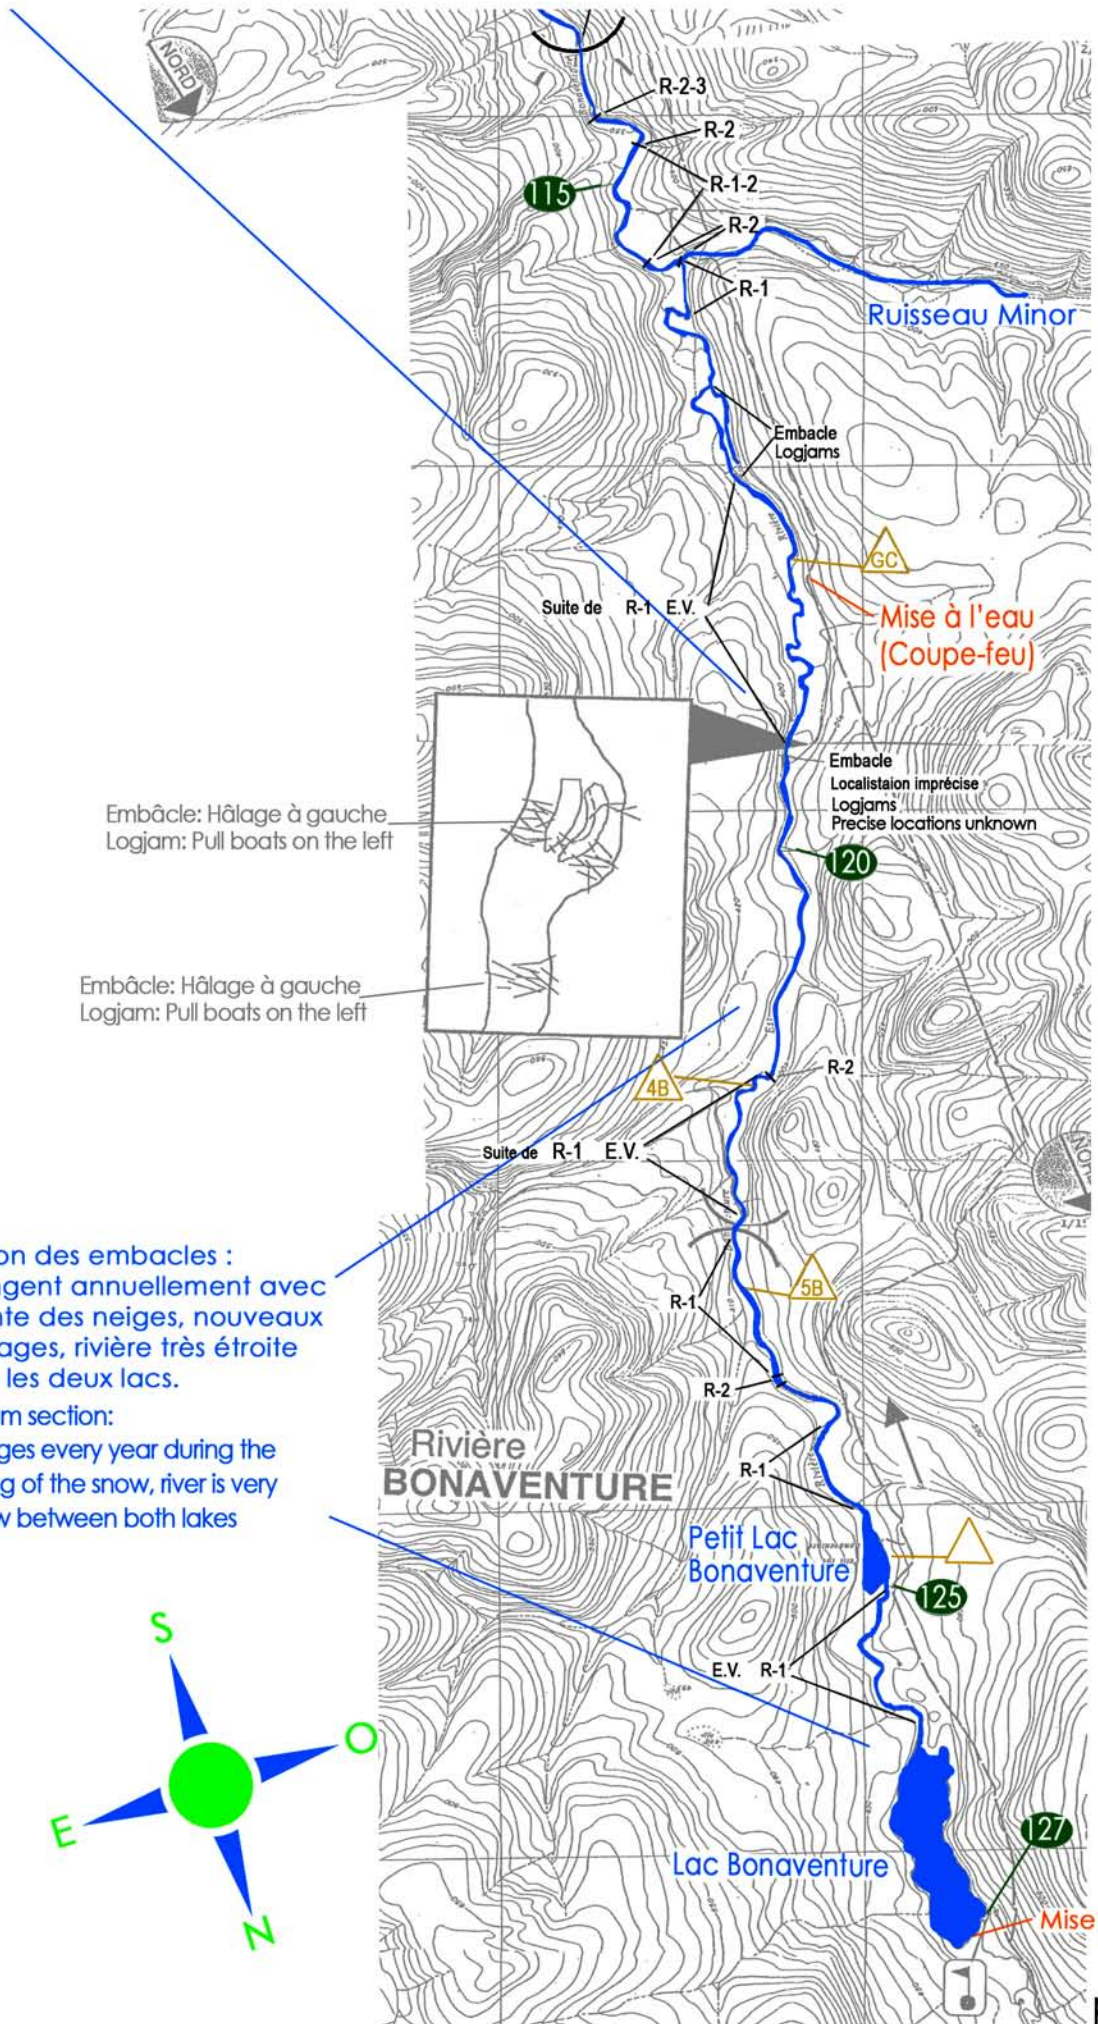 NORD
R-2-3
R-2
115
R-1-2
R-2
R-1
Ruisseau Minor
Embacle
Logjams
GC
Suite de R-1 E.V.
Mise à l'eau
(Coupe-feu)
Embacle
Localistaion imprécise
Logjams
Precise locations unknown
Embâcle: Hâlage à gauche
Logjam: Pull boats on the left
120
Embâcle: Hâlage à gauche
Logjam: Pull boats on the left
R-2
4B
Suite de R-1 E.V.
on des embacles :
gent annuellement avec
nte des neiges, nouveaux
ages, rivière très étroite
les deux lacs.
m section:
ges every year during the
g of the snow, river is very
w between both lakes
5B
R-1
R-2
Rivière
BONAVENTURE
R-1
Petit Lac
Bonaventure
125
E.V. R-1
S
O
E
N
127
Lac Bonaventure
Mise